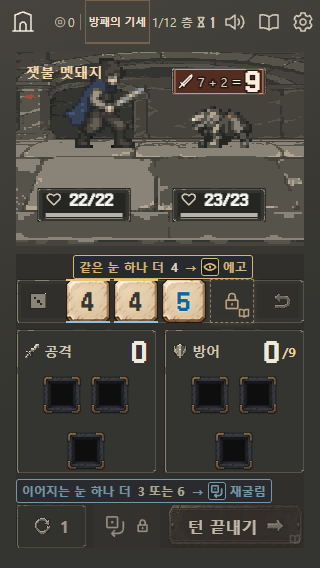 0 방패의 기세 1/12 층 1
잿불 멧돼지
7 + 2 = 9
22/22 23/23
같은 눈 하나 더 4 → 예고
4 4 5
공격 0 방어 0/9
이어지는 눈 하나 더 3 또는 6 → 재굴림
1 턴 끝내기